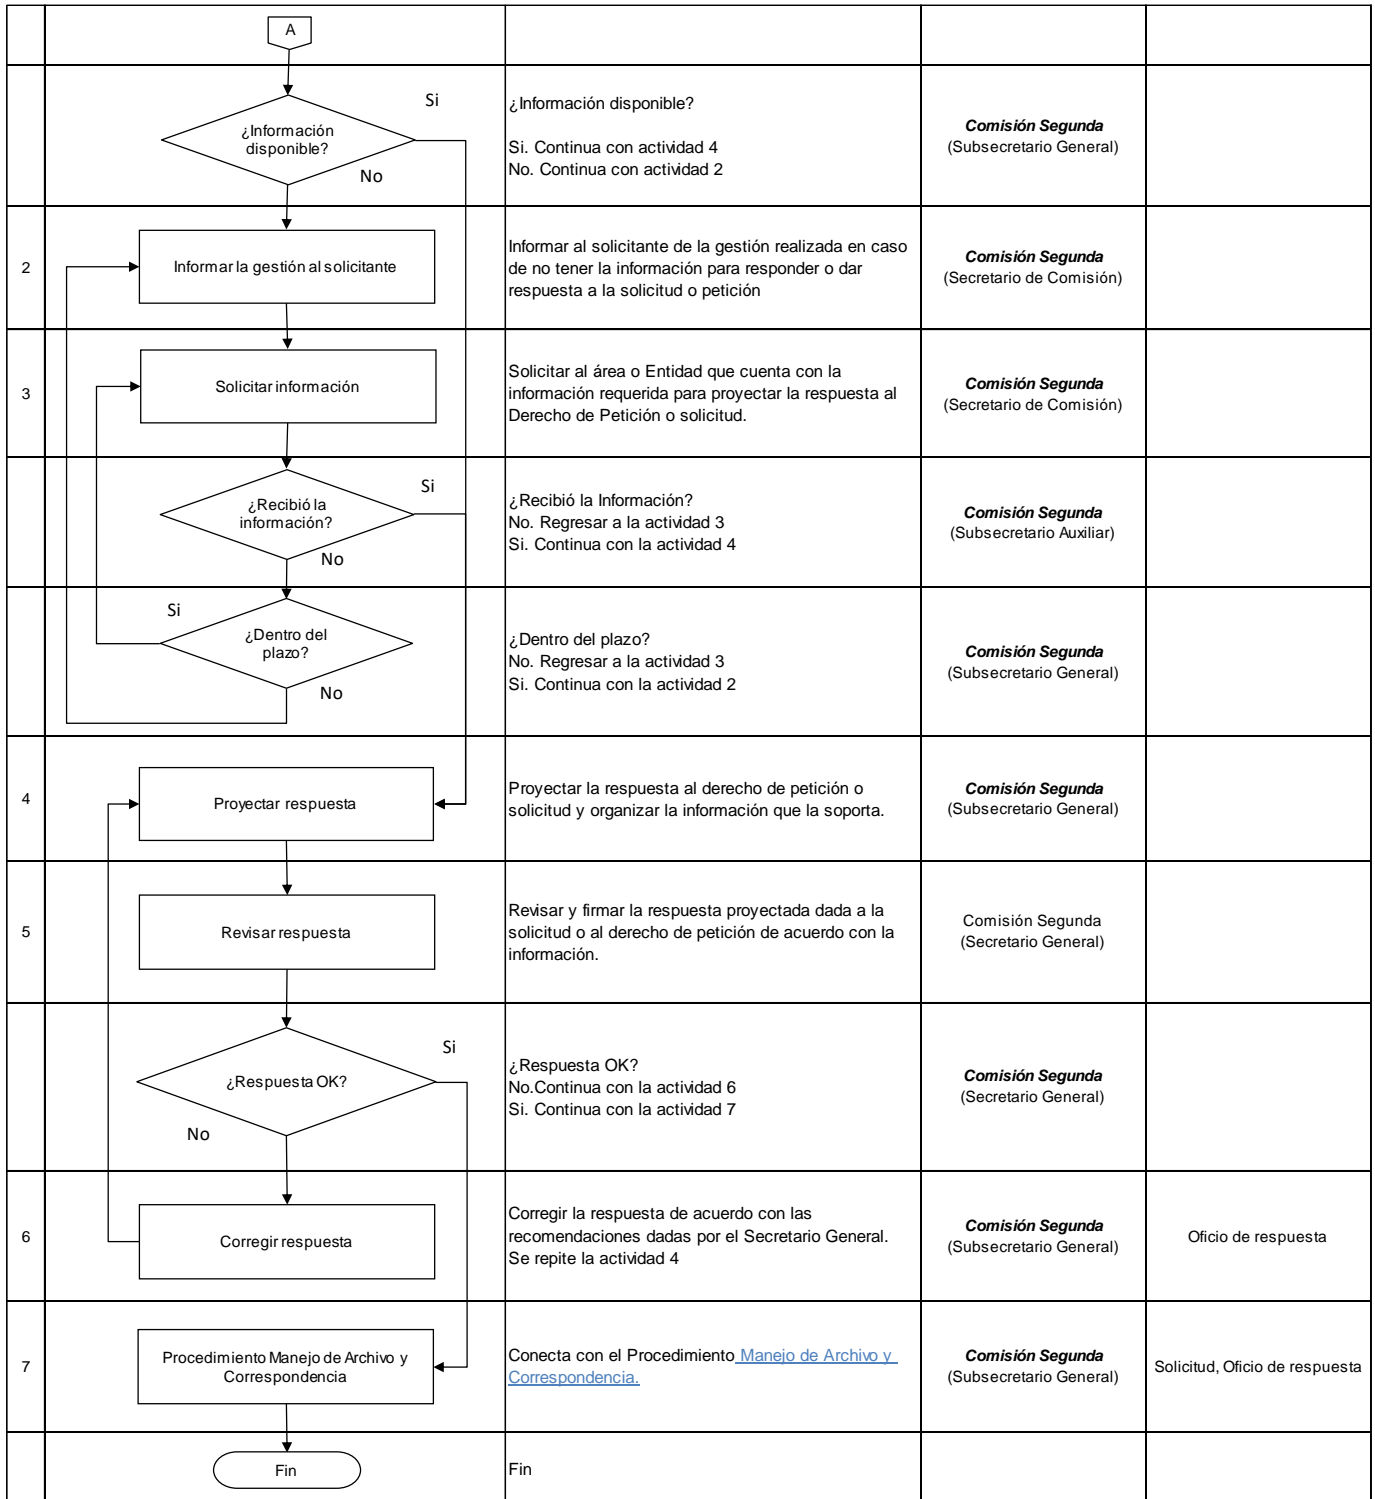 A
¿Información
disponible?
Si
No
¿Información disponible?
Si. Continua con actividad 4
No. Continua con actividad 2
Comisión Segunda
(Subsecretario General)
2
Informar la gestión al solicitante
Informar al solicitante de la gestión realizada en caso
de no tener la información para responder o dar
respuesta a la solicitud o petición
Comisión Segunda
(Secretario de Comisión)
3
Solicitar información
Solicitar al área o Entidad que cuenta con la
información requerida para proyectar la respuesta al
Derecho de Petición o solicitud.
Comisión Segunda
(Secretario de Comisión)
¿Recibió la
información?
Si
No
¿Recibió la Información?
No. Regresar a la actividad 3
Si. Continua con la actividad 4
Comisión Segunda
(Subsecretario Auxiliar)
Si
¿Dentro del
plazo?
No
¿Dentro del plazo?
No. Regresar a la actividad 3
Si. Continua con la actividad 2
Comisión Segunda
(Subsecretario General)
4
Proyectar respuesta
Proyectar la respuesta al derecho de petición o
solicitud y organizar la información que la soporta.
Comisión Segunda
(Subsecretario General)
5
Revisar respuesta
Revisar y firmar la respuesta proyectada dada a la
solicitud o al derecho de petición de acuerdo con la
información.
Comisión Segunda
(Secretario General)
¿Respuesta OK?
Si
No
¿Respuesta OK?
No.Continua con la actividad 6
Si. Continua con la actividad 7
Comisión Segunda
(Secretario General)
6
Corregir respuesta
Corregir la respuesta de acuerdo con las
recomendaciones dadas por el Secretario General.
Se repite la actividad 4
Comisión Segunda
(Subsecretario General)
Oficio de respuesta
7
Procedimiento Manejo de Archivo y
Correspondencia
Conecta con el Procedimiento Manejo de Archivo y
Correspondencia.
Comisión Segunda
(Subsecretario General)
Solicitud, Oficio de respuesta
Fin
Fin